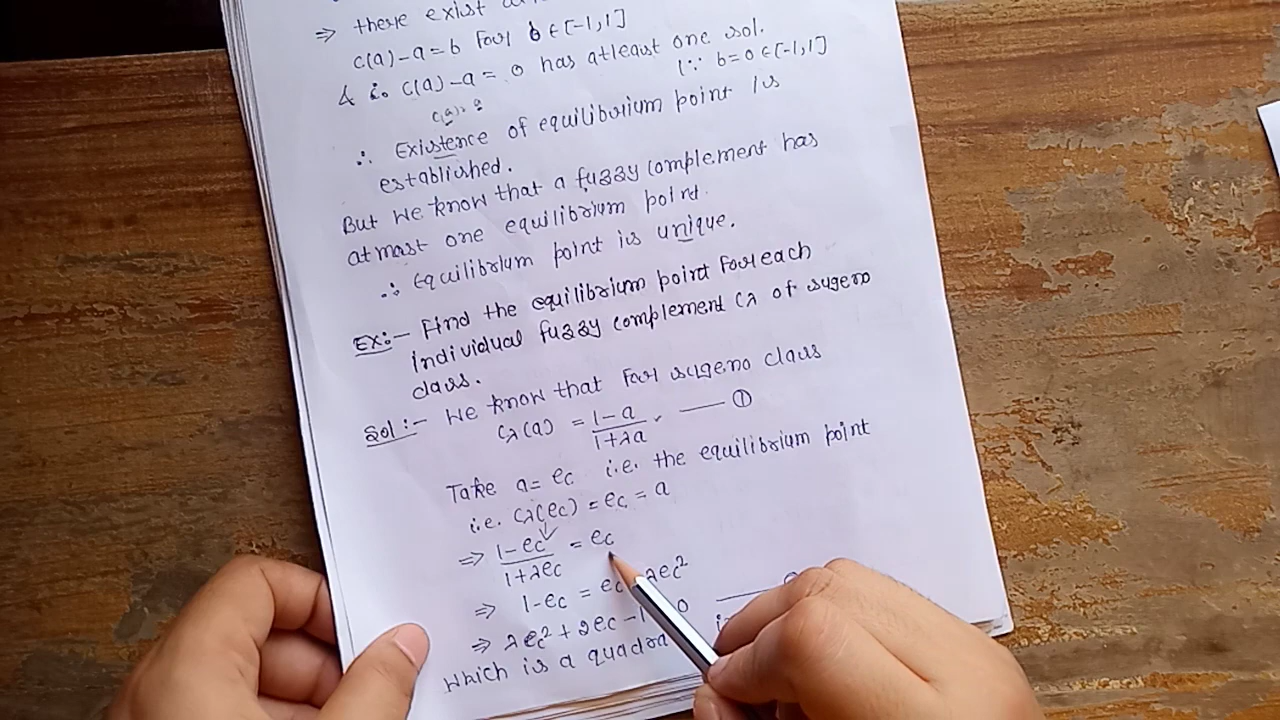 ⇒ there exist
c(a)-a=b for b ∈ [-1,1]
& ∴ c(a)-a = 0 has atleast one sol.
(∵ b=0 ∈ [-1,1]
c(a)= a
∴ Existence of equilibrium point is
established.
But we know that a fuzzy complement has
atmost one equilibrium point.
∴ Equilibrium point is unique.
Ex:- Find the equilibrium point for each
individual fuzzy complement Cλ of sugeno
class.
Sol:- We know that for sugeno class
Cλ(a) = (1-a)/(1+λa) —— ①
Take a= ec i.e. the equilibrium point
i.e. Cλ(ec) = ec = a
⇒ (1-ec)/(1+λec) = ec
⇒ 1-ec = ec λec²
⇒ λec² + 2ec - 1 0
Which is a